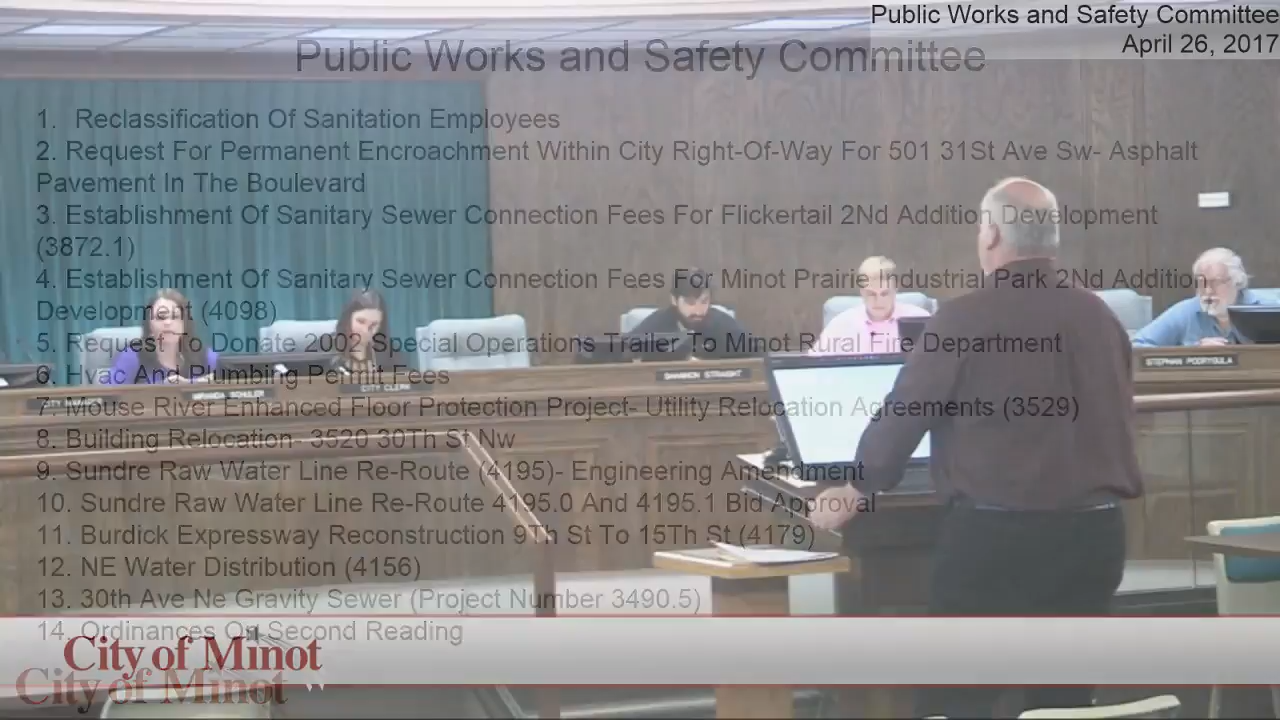 Public Works and Safety Committee
April 26, 2017
Public Works and Safety Committee
1. Reclassification Of Sanitation Employees
2. Request For Permanent Encroachment Within City Right-Of-Way For 501 31St Ave Sw- Asphalt
Pavement In The Boulevard
3. Establishment Of Sanitary Sewer Connection Fees For Flickertail 2Nd Addition Development
(3872.1)
4. Establishment Of Sanitary Sewer Connection Fees For Minot Prairie Industrial Park 2Nd Addition
Development (4098)
5. Request To Donate 2002 Special Operations Trailer To Minot Rural Fire Department
6. Hvac And Plumbing Permit Fees
7. Mouse River Enhanced Floor Protection Project- Utility Relocation Agreements (3529)
8. Building Relocation- 3520 30Th St Nw
9. Sundre Raw Water Line Re-Route (4195)- Engineering Amendment
10. Sundre Raw Water Line Re-Route 4195.0 And 4195.1 Bid Approval
11. Burdick Expressway Reconstruction 9Th St To 15Th St (4179)
12. NE Water Distribution (4156)
13. 30th Ave Ne Gravity Sewer (Project Number 3490.5)
14. Ordinances On Second Reading
CITY CLERK
SHANNON STRAIGHT
STEPHAN PODRYGULA
City of Minot
City of Minot